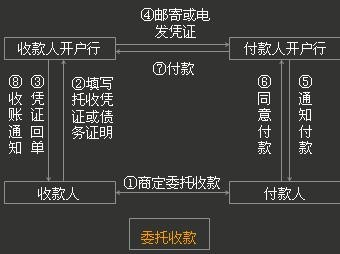 ④邮寄或电
发凭证
收款人开户行
付款人开户行
⑦付款
⑧收账通知
③凭证回单
②填写
托收凭
证或债
务证明
⑥同意付款
⑤通知付款
①商定委托收款
收款人
付款人
委托收款